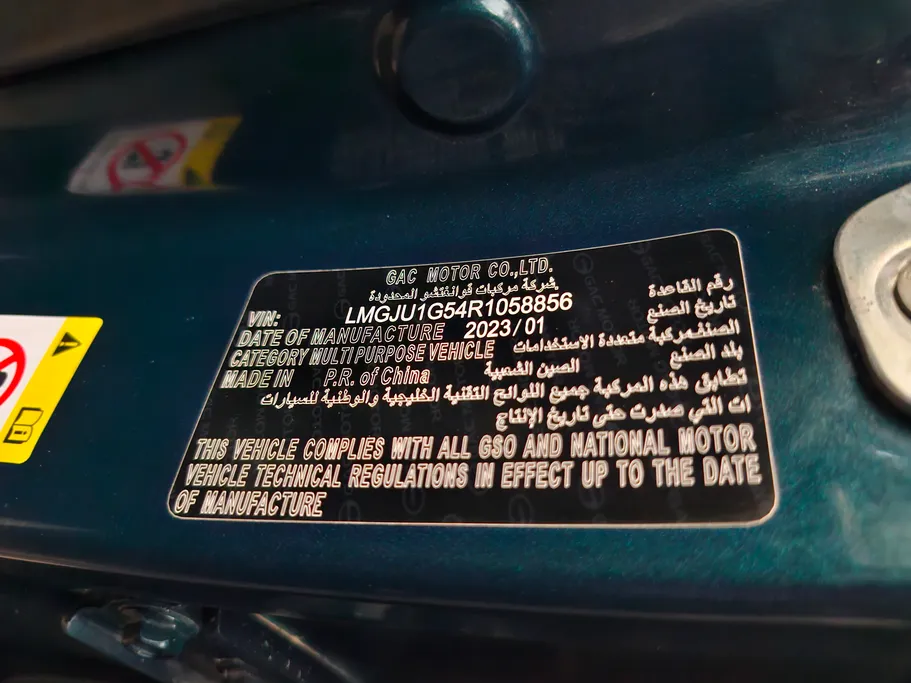 GAC MOTOR CO.,LTD.
شركة مركبات قوانغتشو المحدودة
VIN: LMGJU1G54R1058856 رقم القاعدة
DATE OF MANUFACTURE 2023/01 تاريخ الصنع
CATEGORY MULTI PURPOSE VEHICLE الصنف مركبة متعددة الاستخدامات
MADE IN P.R. of China الصين الشعبية بلد الصنع
تطابق هذه المركبة جميع اللوائح التقنية الخليجية والوطنية للسيارات
ات التي صدرت حتى تاريخ الإنتاج
THIS VEHICLE COMPLIES WITH ALL GSO AND NATIONAL MOTOR
VEHICLE TECHNICAL REGULATIONS IN EFFECT UP TO THE DATE
OF MANUFACTURE